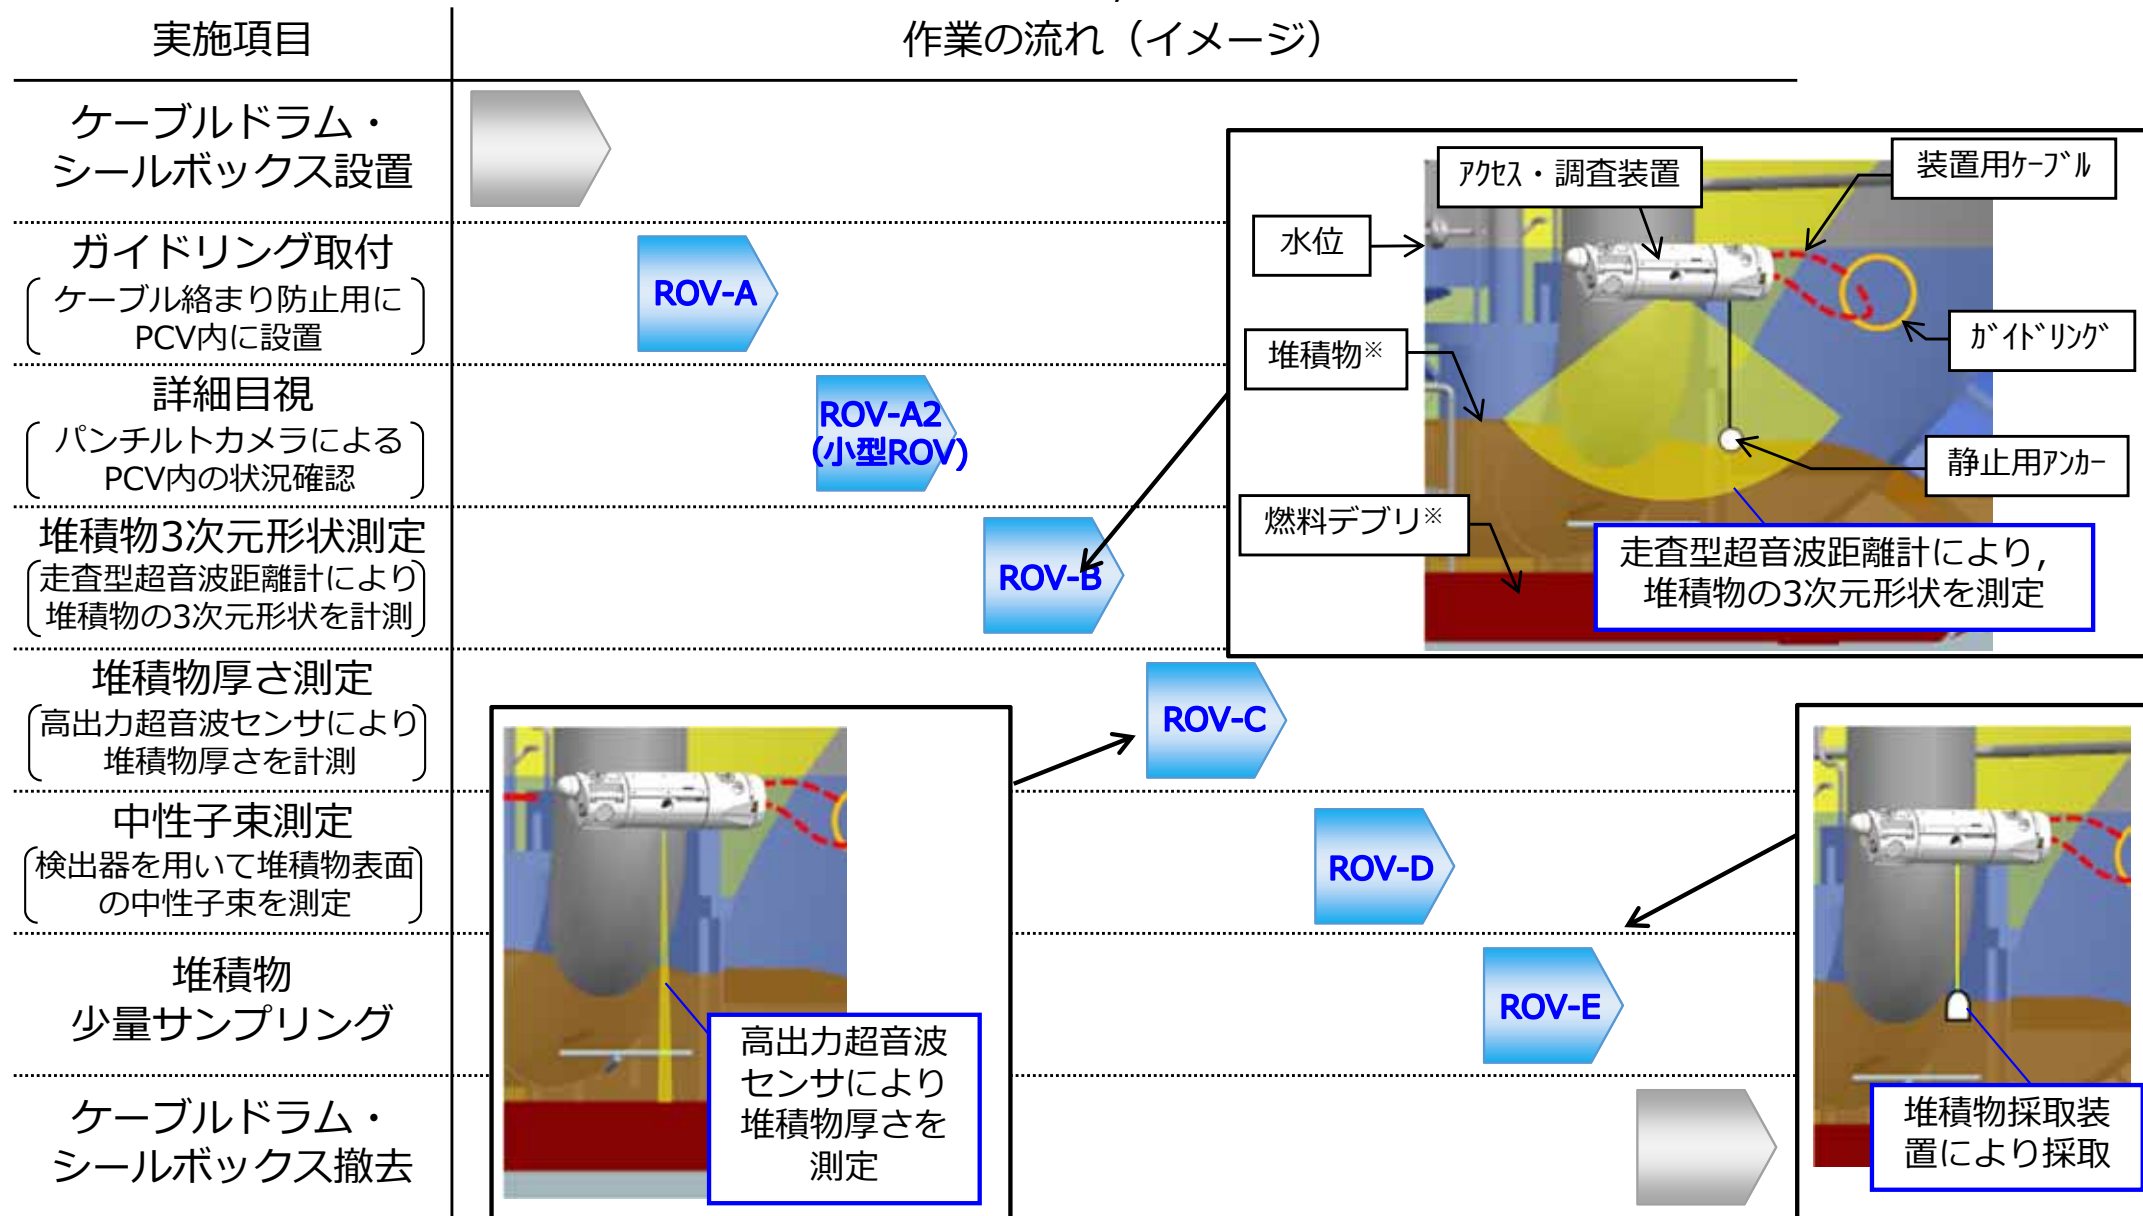 実施項目
作業の流れ（イメージ）
ケーブルドラム・
シールボックス設置
ガイドリング取付
ケーブル絡まり防止用に
PCV内に設置
ROV-A
詳細目視
パンチルトカメラによる
PCV内の状況確認
ROV-A2
(小型ROV)
堆積物3次元形状測定
走査型超音波距離計により
堆積物の3次元形状を計測
ROV-B
アクセス・調査装置
装置用ケーブル
水位
ガイドリング
堆積物※
静止用アンカー
燃料デブリ※
走査型超音波距離計により,
堆積物の3次元形状を測定
堆積物厚さ測定
高出力超音波センサにより
堆積物厚さを計測
ROV-C
中性子束測定
検出器を用いて堆積物表面
の中性子束を測定
ROV-D
堆積物
少量サンプリング
ROV-E
高出力超音波
センサにより
堆積物厚さを
測定
堆積物採取装
置により採取
ケーブルドラム・
シールボックス撤去